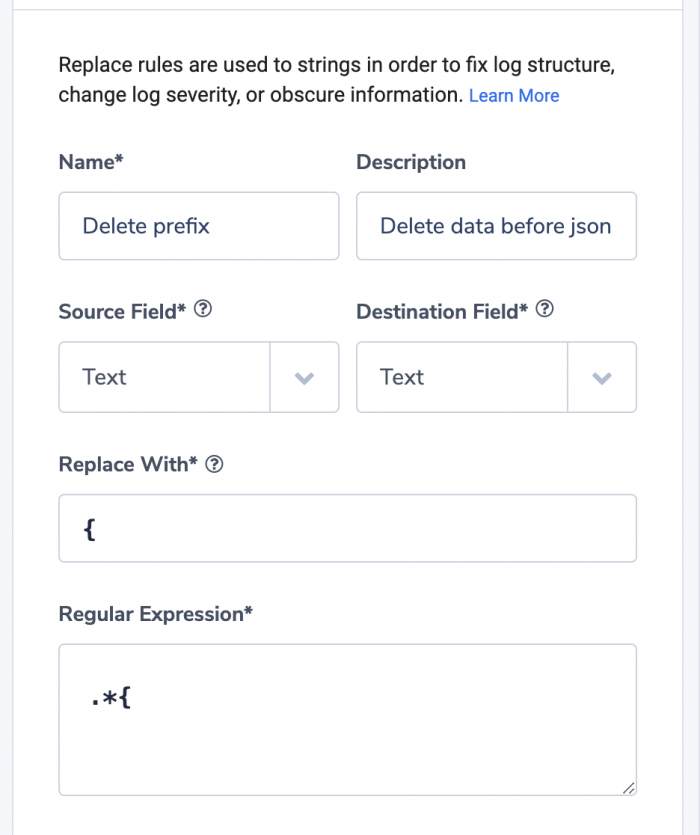 Replace rules are used to strings in order to fix log structure,
change log severity, or obscure information. Learn More
Name* Description
Delete prefix Delete data before json
Source Field* ? Destination Field* ?
Text Text
Replace With* ?
{
Regular Expression*
.*{